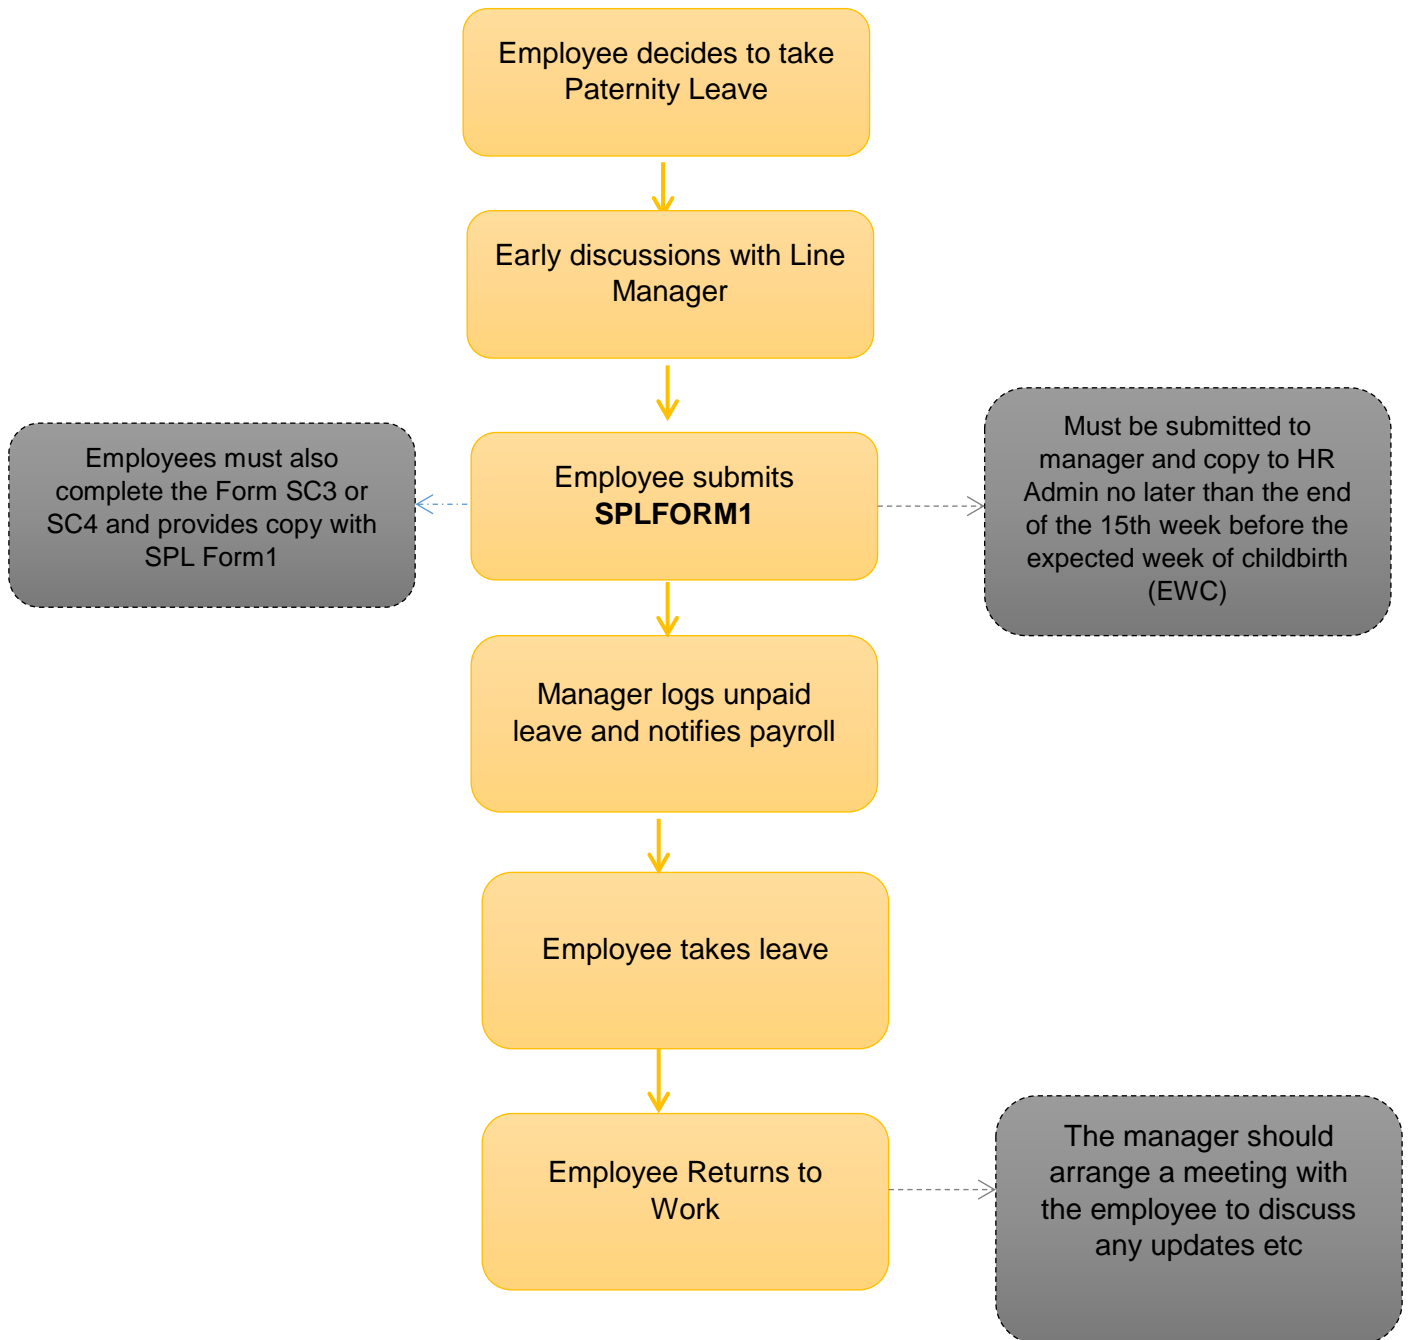 Employee decides to take
Paternity Leave
Early discussions with Line
Manager
Employees must also
complete the Form SC3 or
SC4 and provides copy with
SPL Form1
Employee submits
SPLFORM1
Must be submitted to
manager and copy to HR
Admin no later than the end
of the 15th week before the
expected week of childbirth
(EWC)
Manager logs unpaid
leave and notifies payroll
Employee takes leave
Employee Returns to
Work
The manager should
arrange a meeting with
the employee to discuss
any updates etc